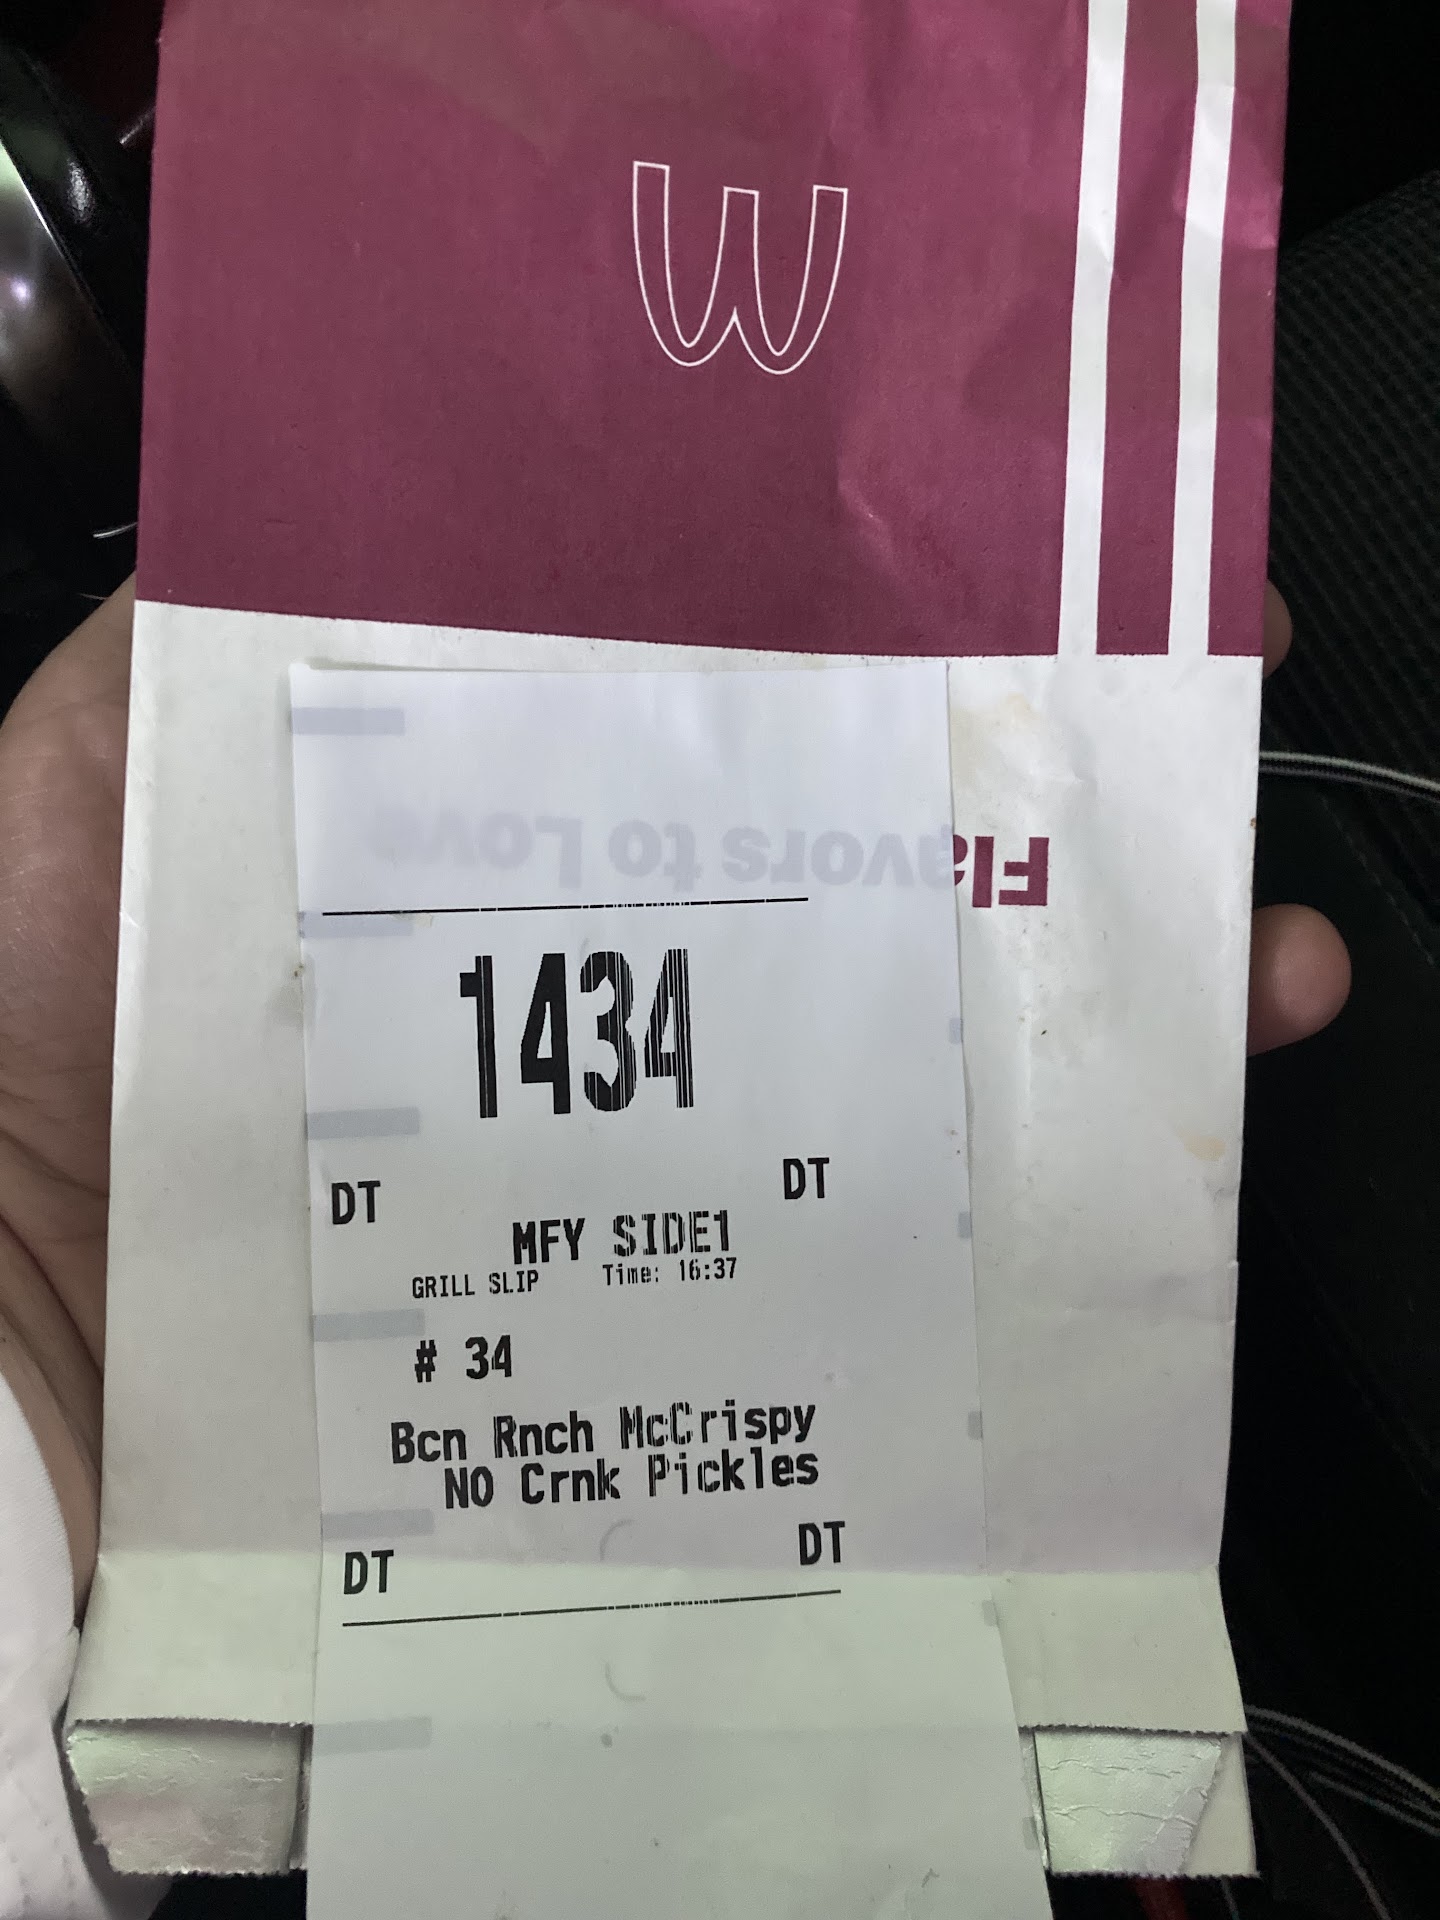 Flavors to Love
1434
DT DT
MFY SIDE1
GRILL SLIP Time: 16:37
# 34
Bcn Rnch McCrispy
NO Crnk Pickles
DT DT